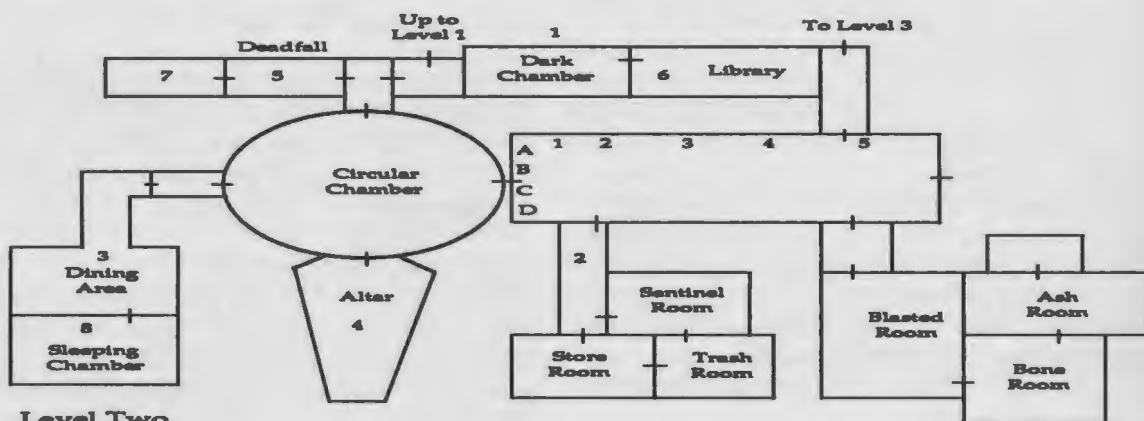 Up to
Level 1
1
To Level 3
Deadfall
7
5
Dark
Chamber
6 Library
A 1 2 3 4 5
B
C
D
Circular
Chamber
3
Dining
Area
2
Altar
4
Sentinel
Room
Blasted
Room
Ash
Room
8
Sleeping
Chamber
Store
Room
Trash
Room
Bone
Room
Level Two